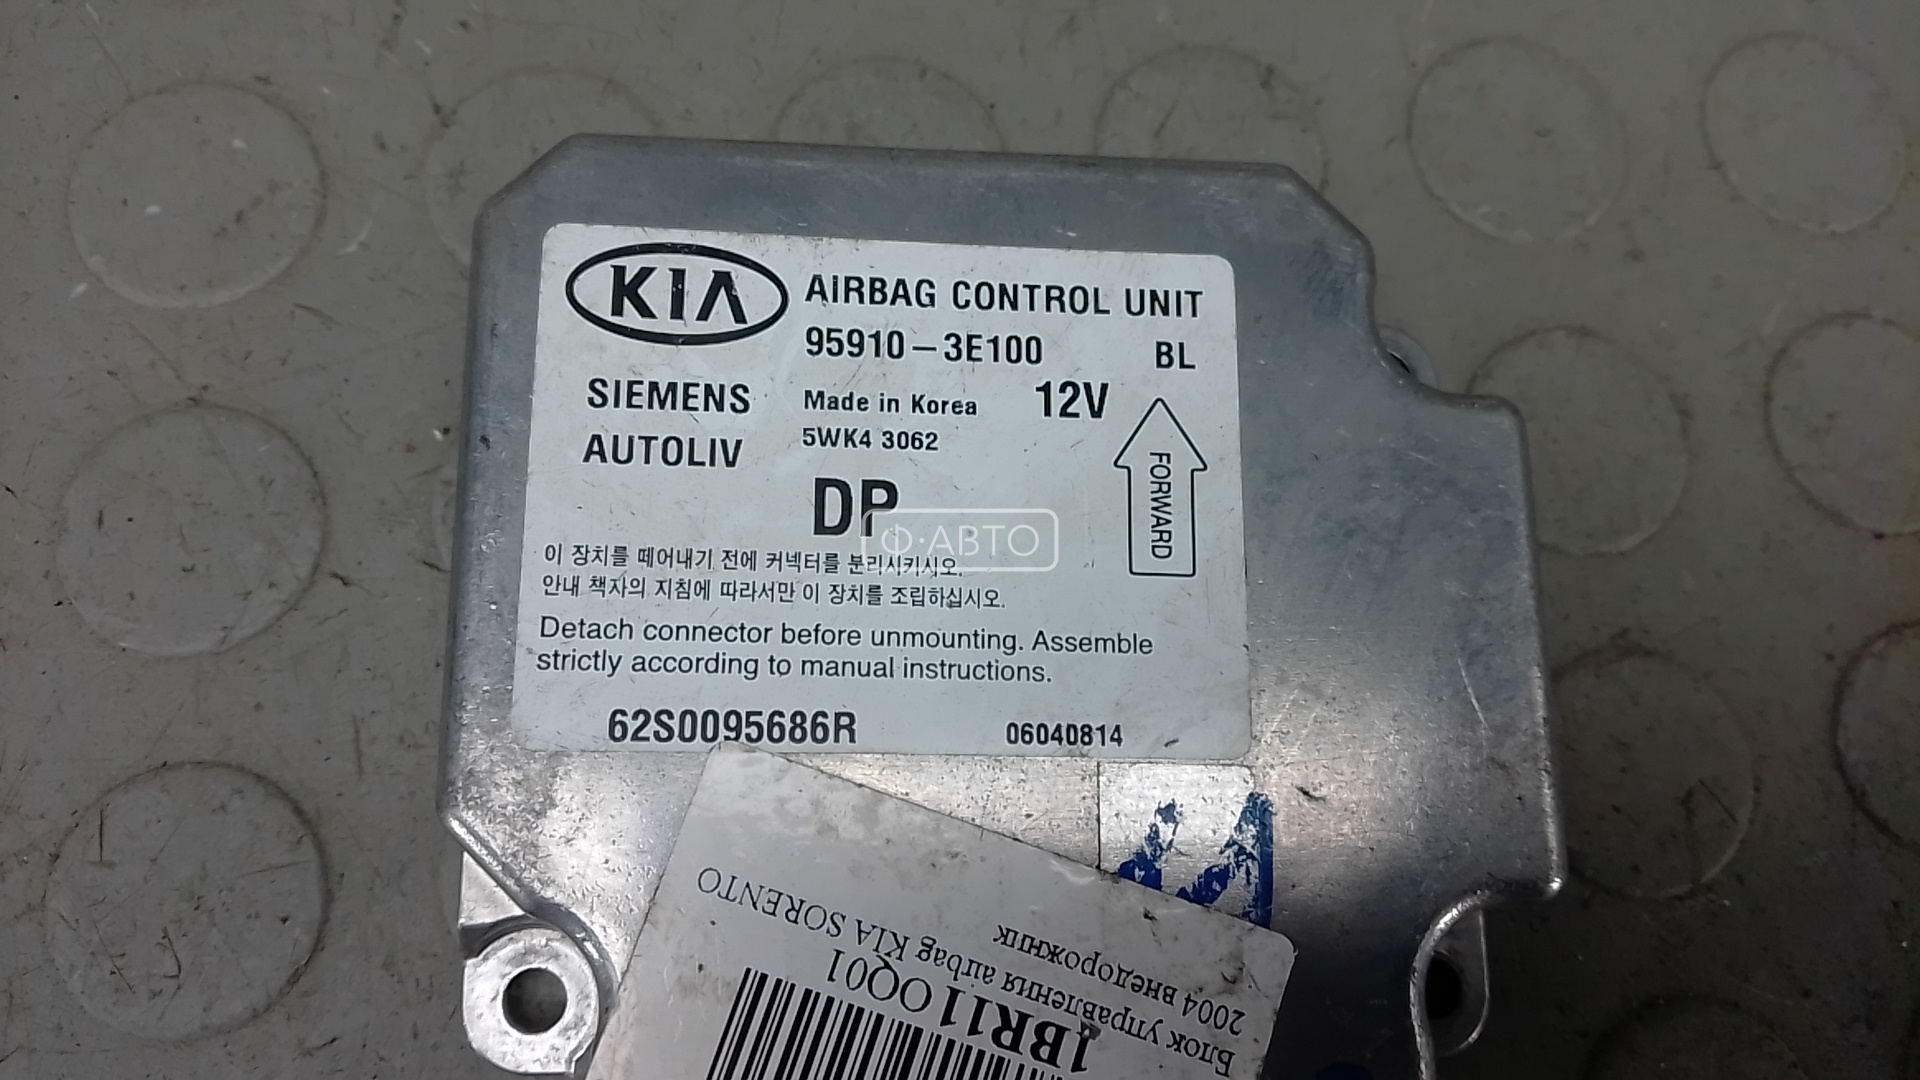 KIA
AIRBAG CONTROL UNIT
95910-3E100 BL
SIEMENS Made in Korea 12V
AUTOLIV 5WK4 3062
DP
FORWARD
Ф·АВТО
이 장치를 떼어내기 전에 커넥터를 분리시키시오.
안내 책자의 지침에 따라서만 이 장치를 조립하십시오.
Detach connector before unmounting. Assemble
strictly according to manual instructions.
62S0095686R 06040814
Блок управления airbag KIA SORENTO
2004 внедорожник
1BR110Q01